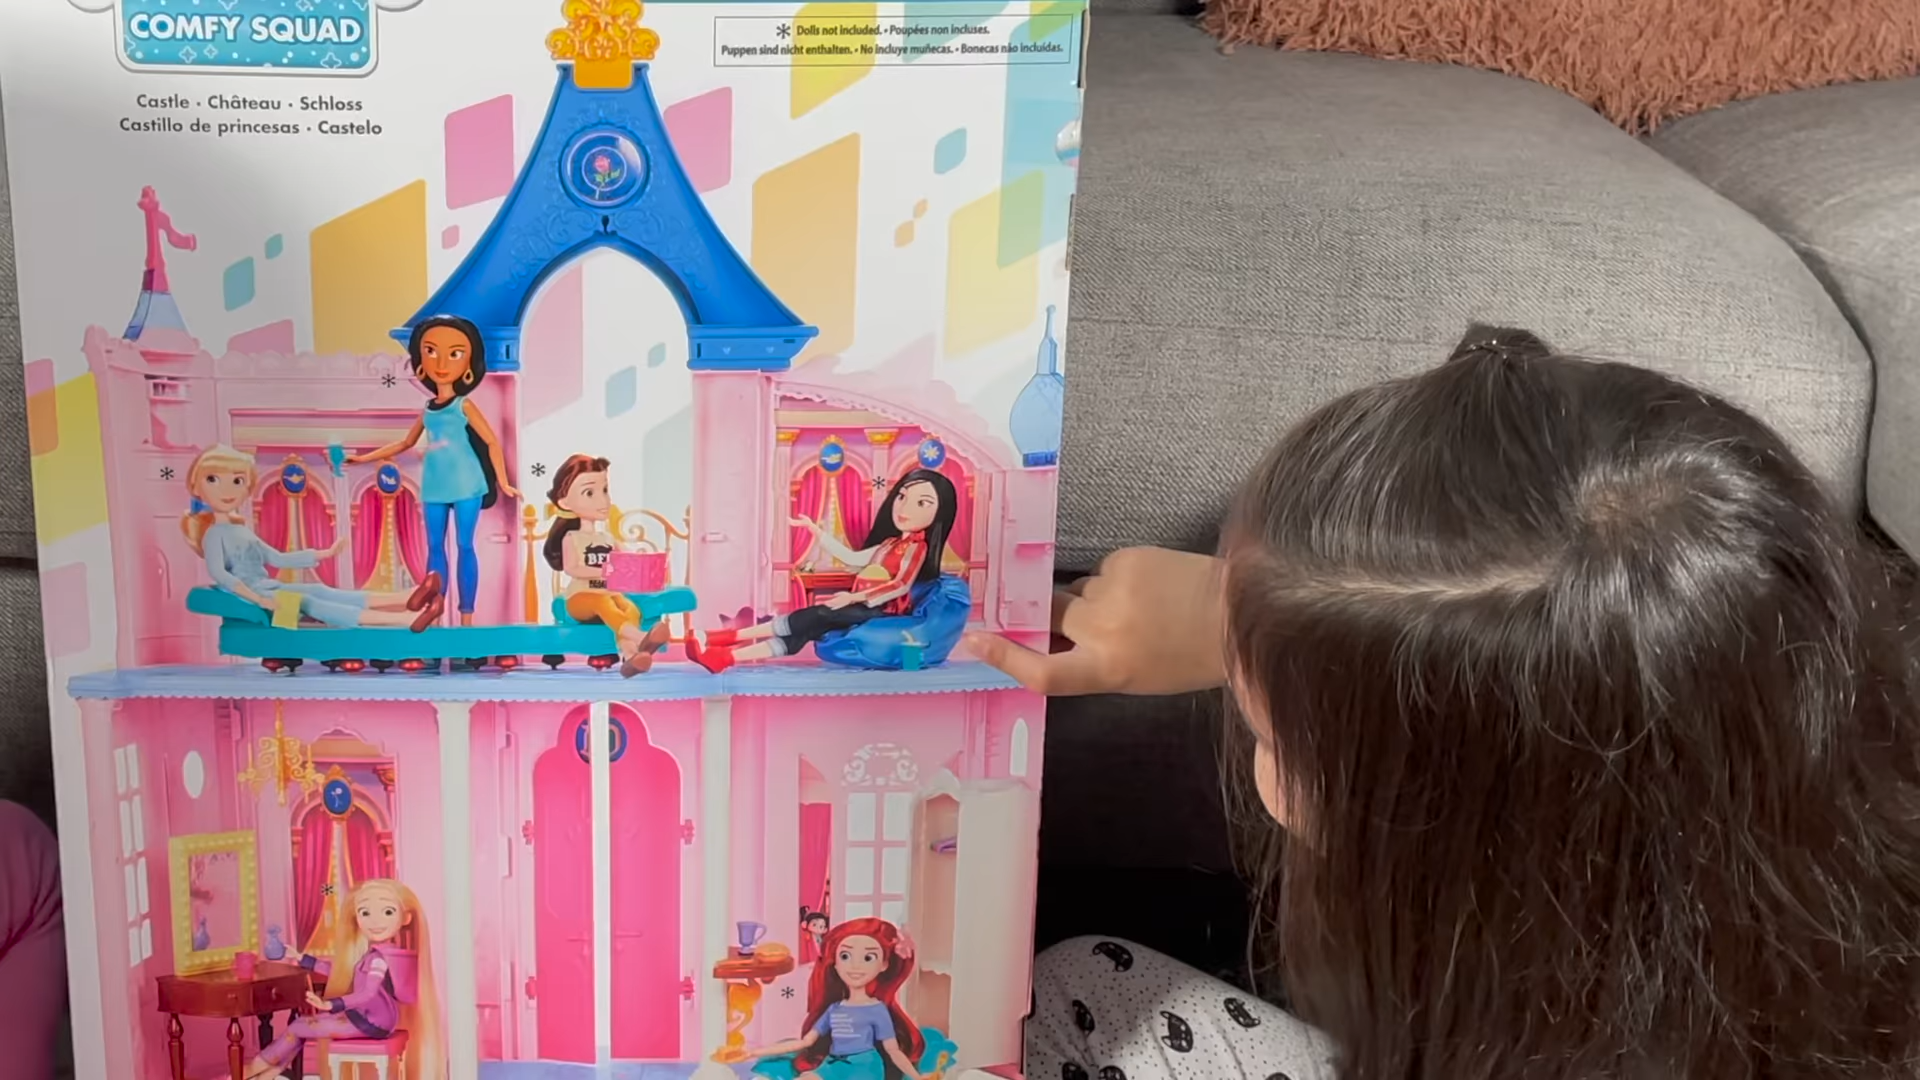 COMFY SQUAD
Castle • Château • Schloss
Castillo de princesas • Castelo
* Dolls not included. • Poupées non incluses.
Puppen sind nicht enthalten. • No incluye muñecas. • Bonecas não incluídas.
*
*
*
*
*
*